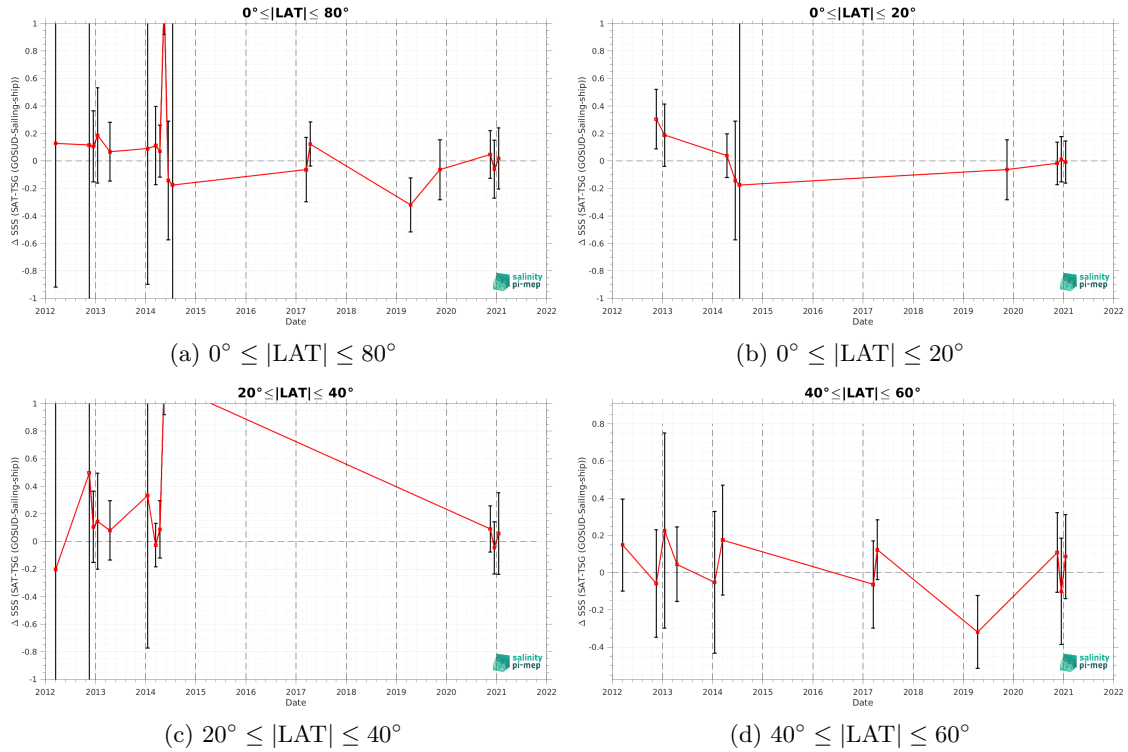 0°≤|LAT|≤ 80°
Δ SSS (SAT-TSG (GOSUD-Sailing-ship))
1
0.8
0.6
0.4
0.2
0
-0.2
-0.4
-0.6
-0.8
-1
2012 2013 2014 2015 2016 2017 2018 2019 2020 2021 2022
Date
salinity
pi-mep
(a) 0° ≤ |LAT| ≤ 80°
0°≤|LAT|≤ 20°
Δ SSS (SAT-TSG (GOSUD-Sailing-ship))
1
0.8
0.6
0.4
0.2
0
-0.2
-0.4
-0.6
-0.8
-1
2012 2013 2014 2015 2016 2017 2018 2019 2020 2021 2022
Date
salinity
pi-mep
(b) 0° ≤ |LAT| ≤ 20°
20°≤|LAT|≤ 40°
Δ SSS (SAT-TSG (GOSUD-Sailing-ship))
1
0.8
0.6
0.4
0.2
0
-0.2
-0.4
-0.6
-0.8
-1
2012 2013 2014 2015 2016 2017 2018 2019 2020 2021 2022
Date
salinity
pi-mep
(c) 20° ≤ |LAT| ≤ 40°
40°≤|LAT|≤ 60°
Δ SSS (SAT-TSG (GOSUD-Sailing-ship))
0.8
0.6
0.4
0.2
0
-0.2
-0.4
2012 2013 2014 2015 2016 2017 2018 2019 2020 2021 2022
Date
salinity
pi-mep
(d) 40° ≤ |LAT| ≤ 60°